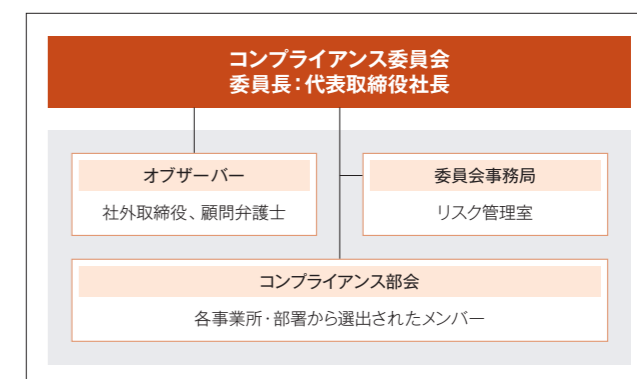 コンプライアンス委員会
委員長：代表取締役社長
オブザーバー
社外取締役、顧問弁護士
委員会事務局
リスク管理室
コンプライアンス部会
各事業所・部署から選出されたメンバー